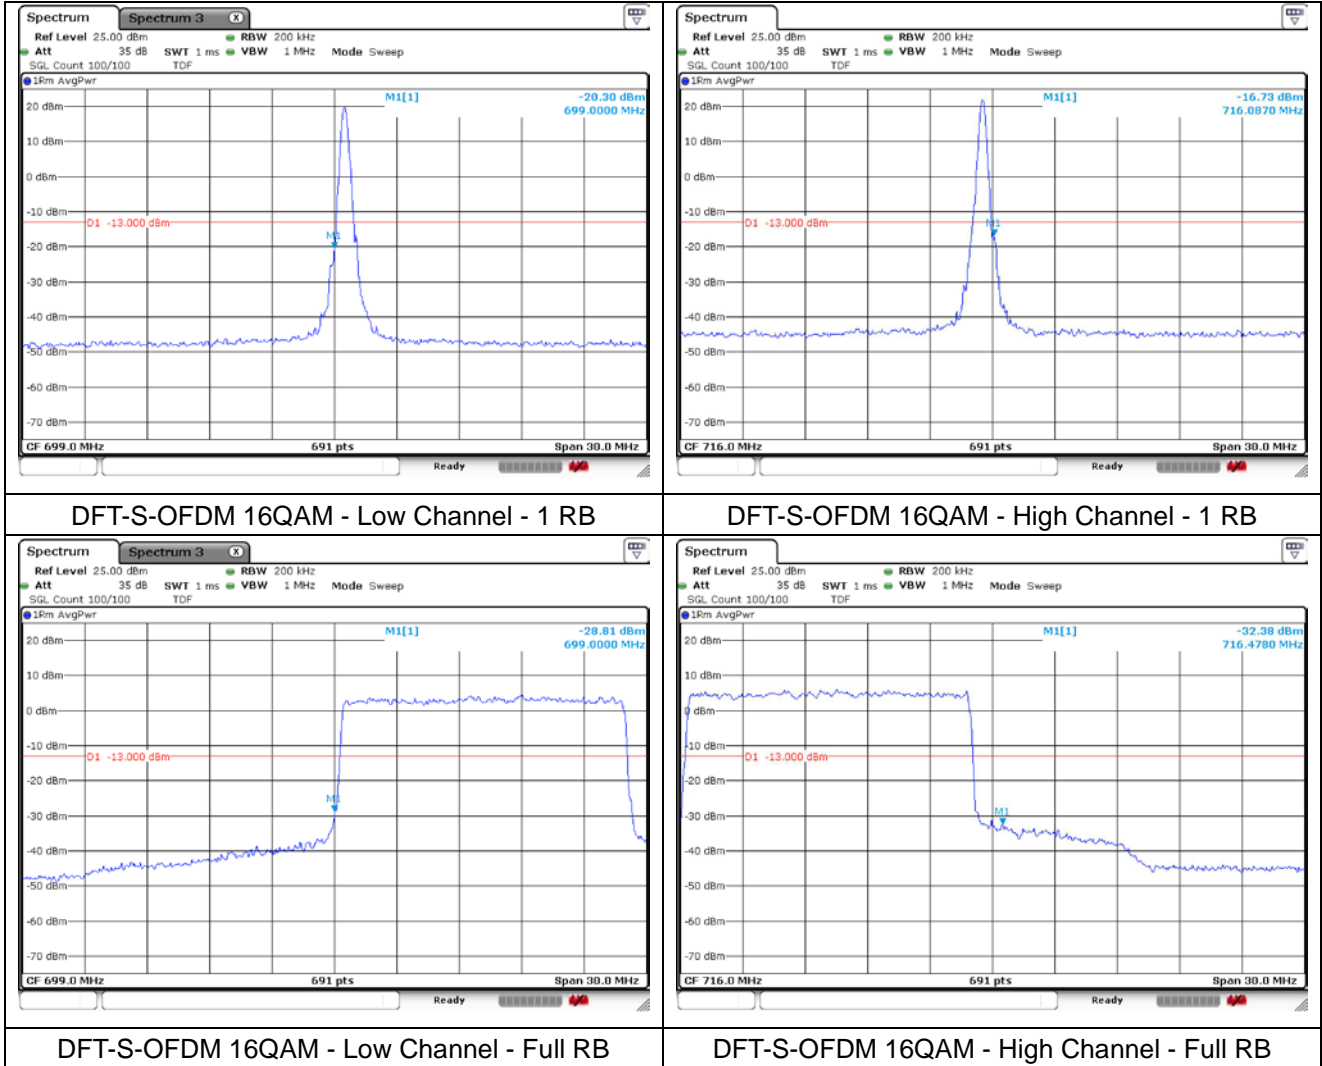 Spectrum Spectrum 3 X
Ref Level 25.00 dBm RBW 200 kHz
Att 35 dB SWT 1 ms VBW 1 MHz Mode Sweep
SGL Count 100/100 TDF
1Rm AvgPwr
M1[1] -20.30 dBm
699.0000 MHz
20 dBm
10 dBm
0 dBm
-10 dBm
D1 -13.000 dBm
M1
-20 dBm
-30 dBm
-40 dBm
-50 dBm
-60 dBm
-70 dBm
CF 699.0 MHz 691 pts Span 30.0 MHz
Ready
DFT-S-OFDM 16QAM - Low Channel - 1 RB
Spectrum
Ref Level 25.00 dBm RBW 200 kHz
Att 35 dB SWT 1 ms VBW 1 MHz Mode Sweep
SGL Count 100/100 TDF
1Rm AvgPwr
M1[1] -16.73 dBm
716.0870 MHz
20 dBm
10 dBm
0 dBm
-10 dBm
D1 -13.000 dBm
M1
-20 dBm
-30 dBm
-40 dBm
-50 dBm
-60 dBm
-70 dBm
CF 716.0 MHz 691 pts Span 30.0 MHz
Ready
DFT-S-OFDM 16QAM - High Channel - 1 RB
Spectrum Spectrum 3 X
Ref Level 25.00 dBm RBW 200 kHz
Att 35 dB SWT 1 ms VBW 1 MHz Mode Sweep
SGL Count 100/100 TDF
1Rm AvgPwr
M1[1] -28.81 dBm
699.0000 MHz
20 dBm
10 dBm
0 dBm
-10 dBm
D1 -13.000 dBm
-20 dBm
M1
-30 dBm
-40 dBm
-50 dBm
-60 dBm
-70 dBm
CF 699.0 MHz 691 pts Span 30.0 MHz
Ready
DFT-S-OFDM 16QAM - Low Channel - Full RB
Spectrum
Ref Level 25.00 dBm RBW 200 kHz
Att 35 dB SWT 1 ms VBW 1 MHz Mode Sweep
SGL Count 100/100 TDF
1Rm AvgPwr
M1[1] -32.38 dBm
716.4780 MHz
20 dBm
10 dBm
0 dBm
-10 dBm
D1 -13.000 dBm
-20 dBm
M1
-30 dBm
-40 dBm
-50 dBm
-60 dBm
-70 dBm
CF 716.0 MHz 691 pts Span 30.0 MHz
Ready
DFT-S-OFDM 16QAM - High Channel - Full RB